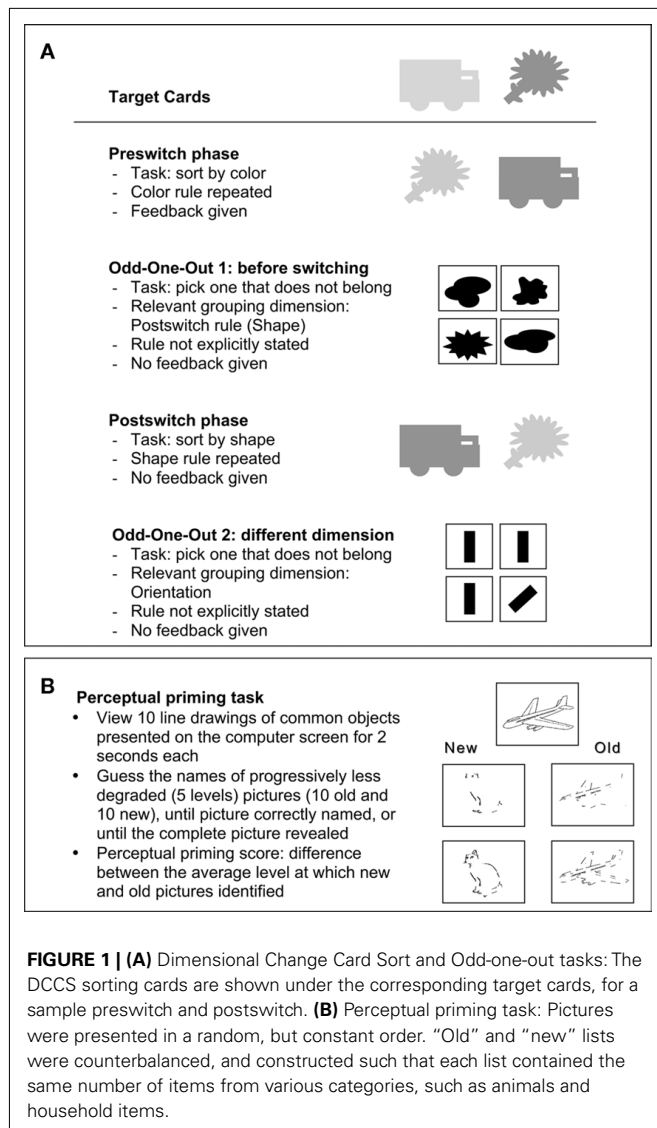 A
Target Cards
Preswitch phase
- Task: sort by color
- Color rule repeated
- Feedback given
Odd-One-Out 1: before switching
- Task: pick one that does not belong
- Relevant grouping dimension:
Postswitch rule (Shape)
- Rule not explicitly stated
- No feedback given
Postswitch phase
- Task: sort by shape
- Shape rule repeated
- No feedback given
Odd-One-Out 2: different dimension
- Task: pick one that does not belong
- Relevant grouping dimension:
Orientation
- Rule not explicitly stated
- No feedback given
B
Perceptual priming task
• View 10 line drawings of common objects
presented on the computer screen for 2
seconds each
• Guess the names of progressively less
degraded (5 levels) pictures (10 old and
10 new), until picture correctly named, or
until the complete picture revealed
• Perceptual priming score: difference
between the average level at which new
and old pictures identified
New Old
FIGURE 1 | (A) Dimensional Change Card Sort and Odd-one-out tasks: The
DCCS sorting cards are shown under the corresponding target cards, for a
sample preswitch and postswitch. (B) Perceptual priming task: Pictures
were presented in a random, but constant order. “Old” and “new” lists
were counterbalanced, and constructed such that each list contained the
same number of items from various categories, such as animals and
household items.